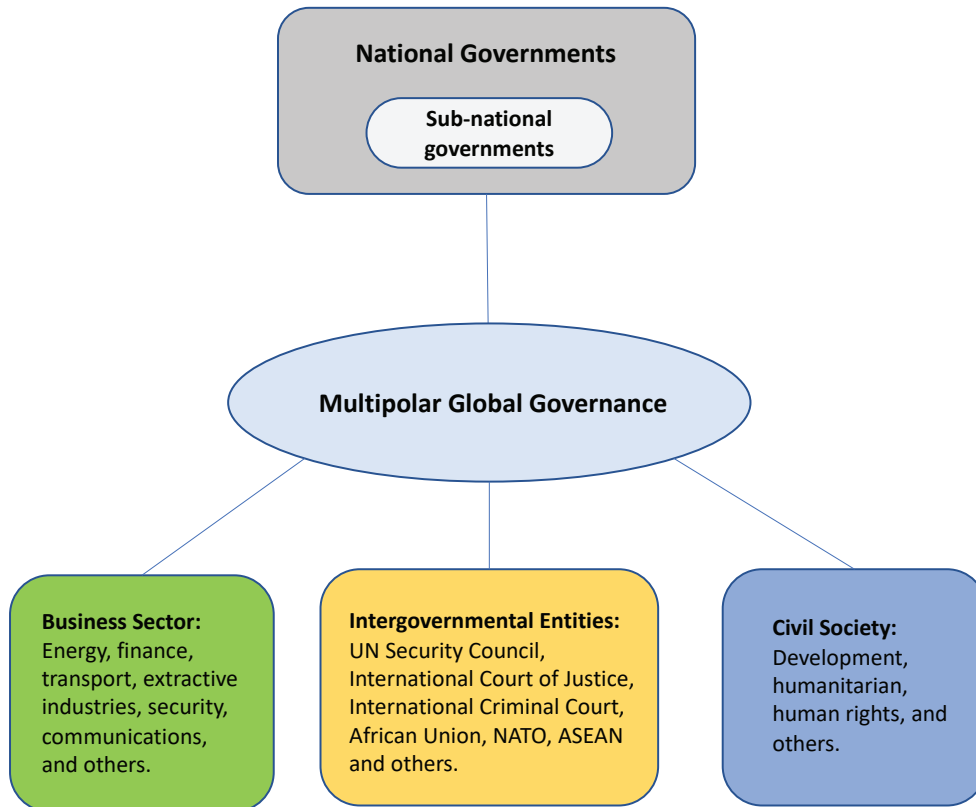 National Governments
Sub-national
governments
Multipolar Global Governance
Business Sector:
Energy, finance,
transport, extractive
industries, security,
communications,
and others.
Intergovernmental Entities:
UN Security Council,
International Court of Justice,
International Criminal Court,
African Union, NATO, ASEAN
and others.
Civil Society:
Development,
humanitarian,
human rights, and
others.